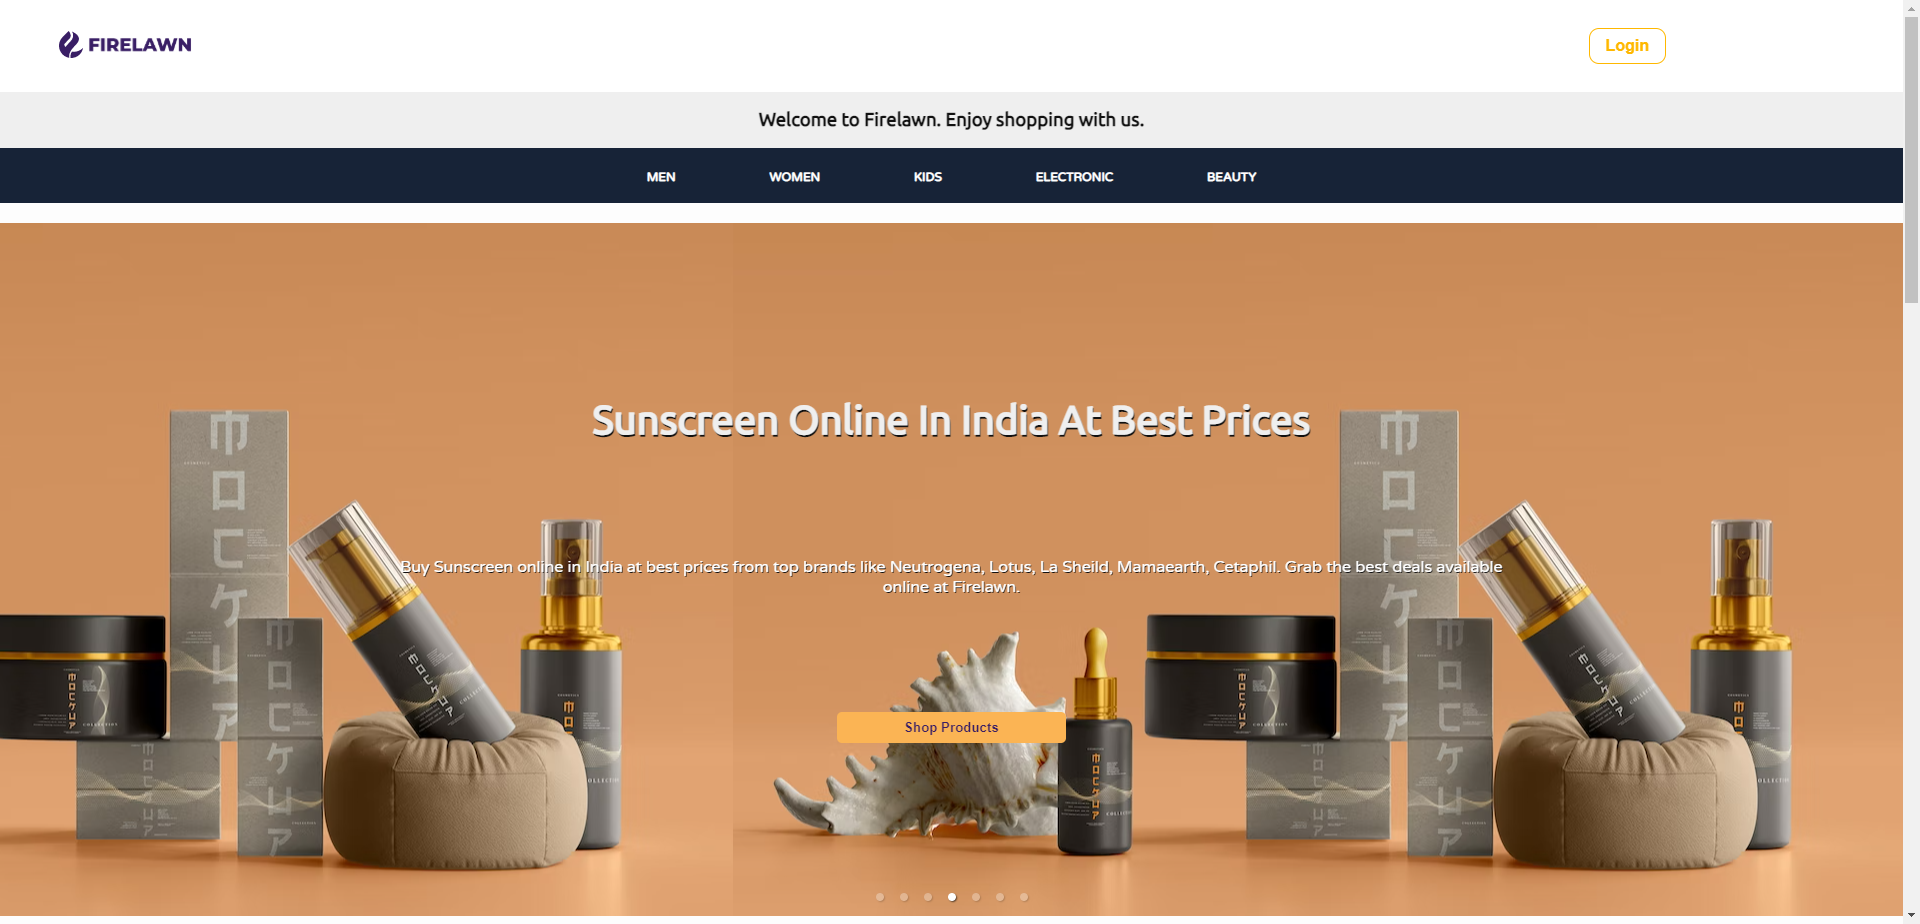 FIRELAWN
Login
Welcome to Firelawn. Enjoy shopping with us.
MEN WOMEN KIDS ELECTRONIC BEAUTY
Sunscreen Online In India At Best Prices
Buy Sunscreen online in India at best prices from top brands like Neutrogena, Lotus, La Sheild, Mamaearth, Cetaphil. Grab the best deals available
online at Firelawn.
Shop Products